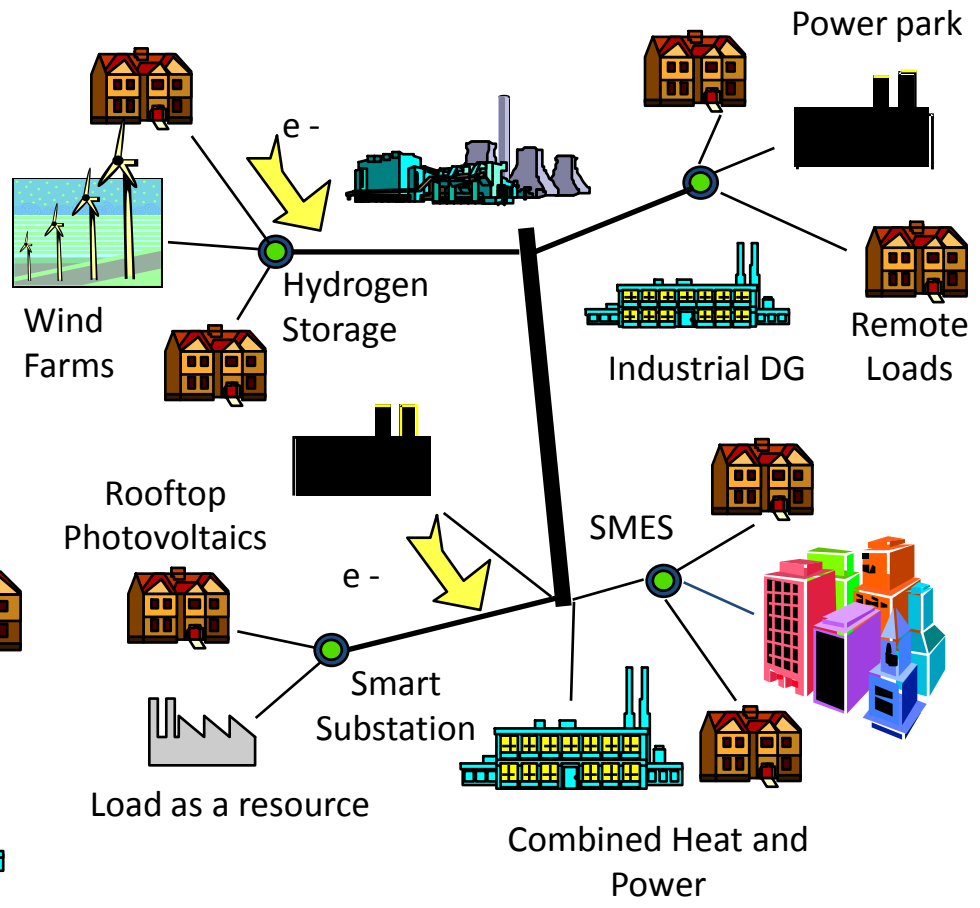 Power park
e -
Hydrogen
Storage
Wind
Farms
Industrial DG
Remote
Loads
Rooftop
Photovoltaics
SMES
e -
Smart
Substation
Load as a resource
Combined Heat and
Power